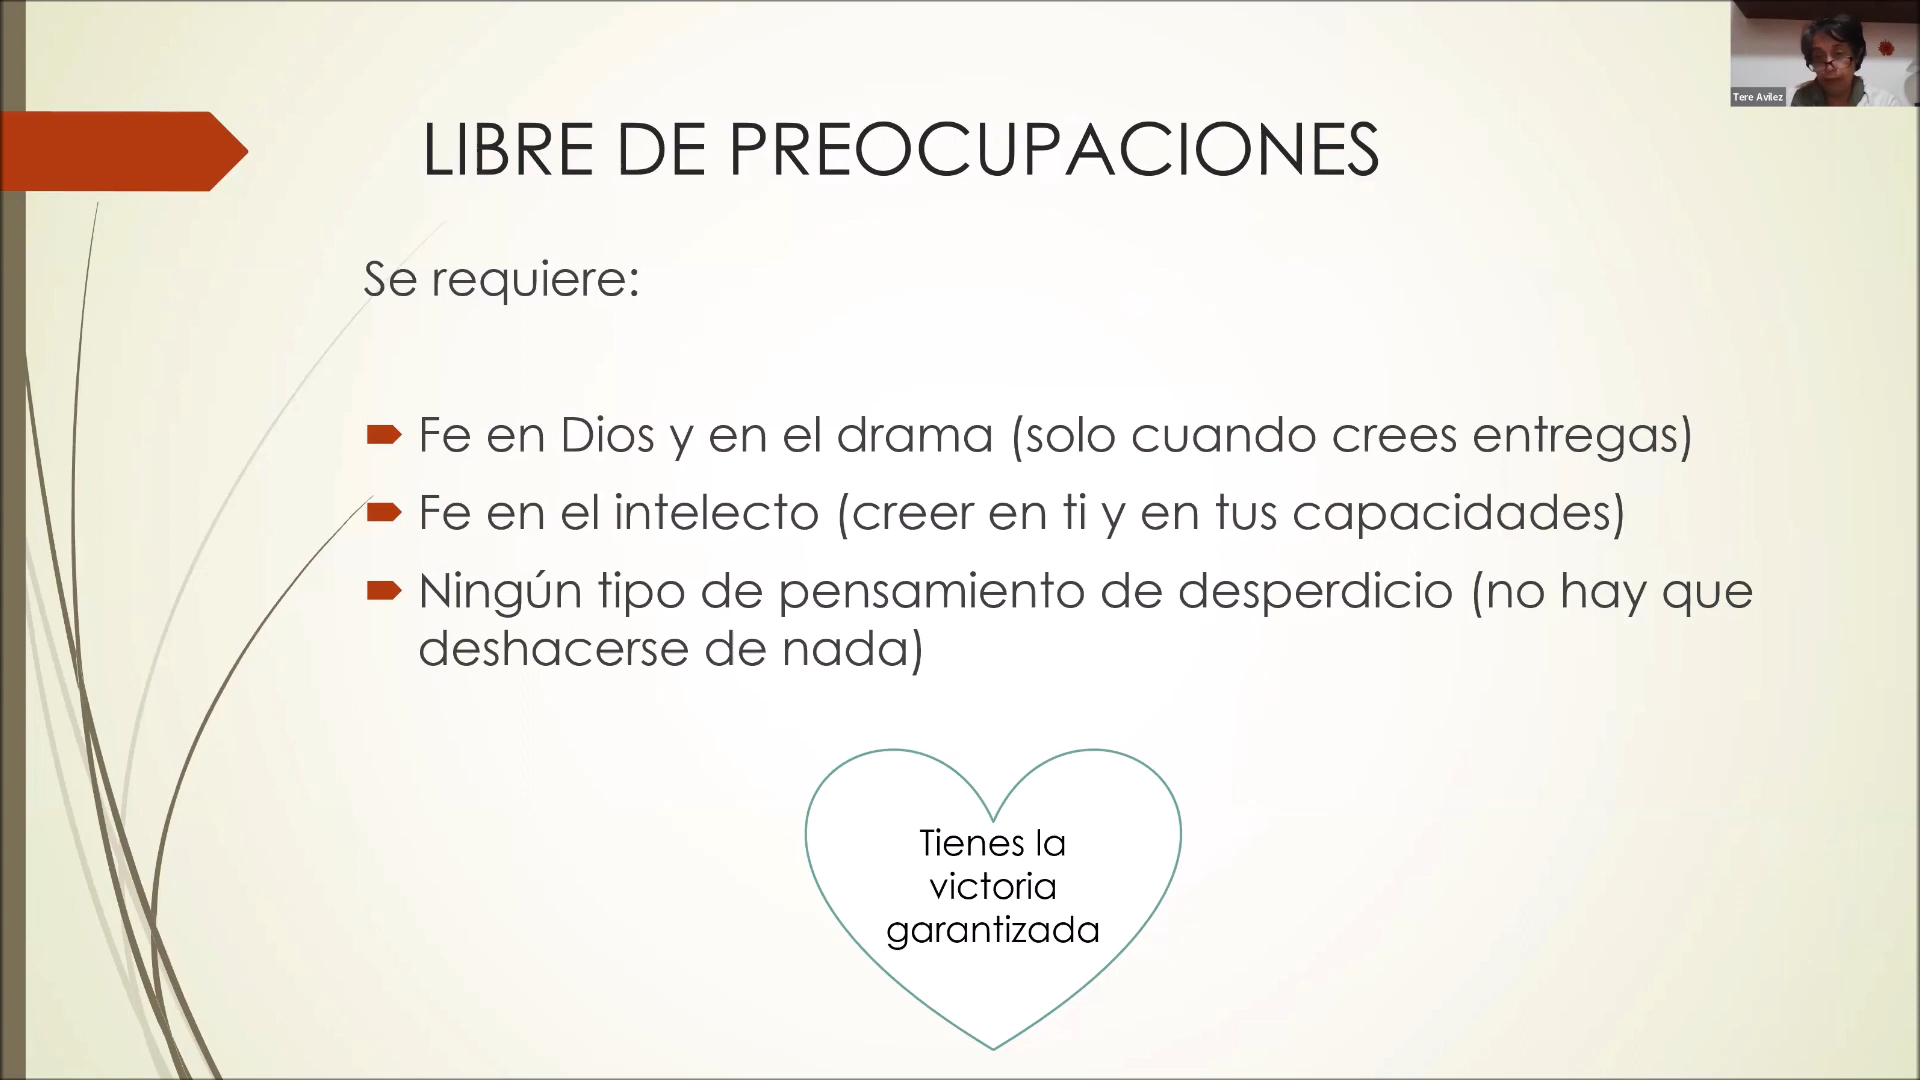 Tere Avilez
LIBRE DE PREOCUPACIONES
Se requiere:
Fe en Dios y en el drama (solo cuando crees entregas)
Fe en el intelecto (creer en ti y en tus capacidades)
Ningún tipo de pensamiento de desperdicio (no hay que
deshacerse de nada)
Tienes la
victoria
garantizada